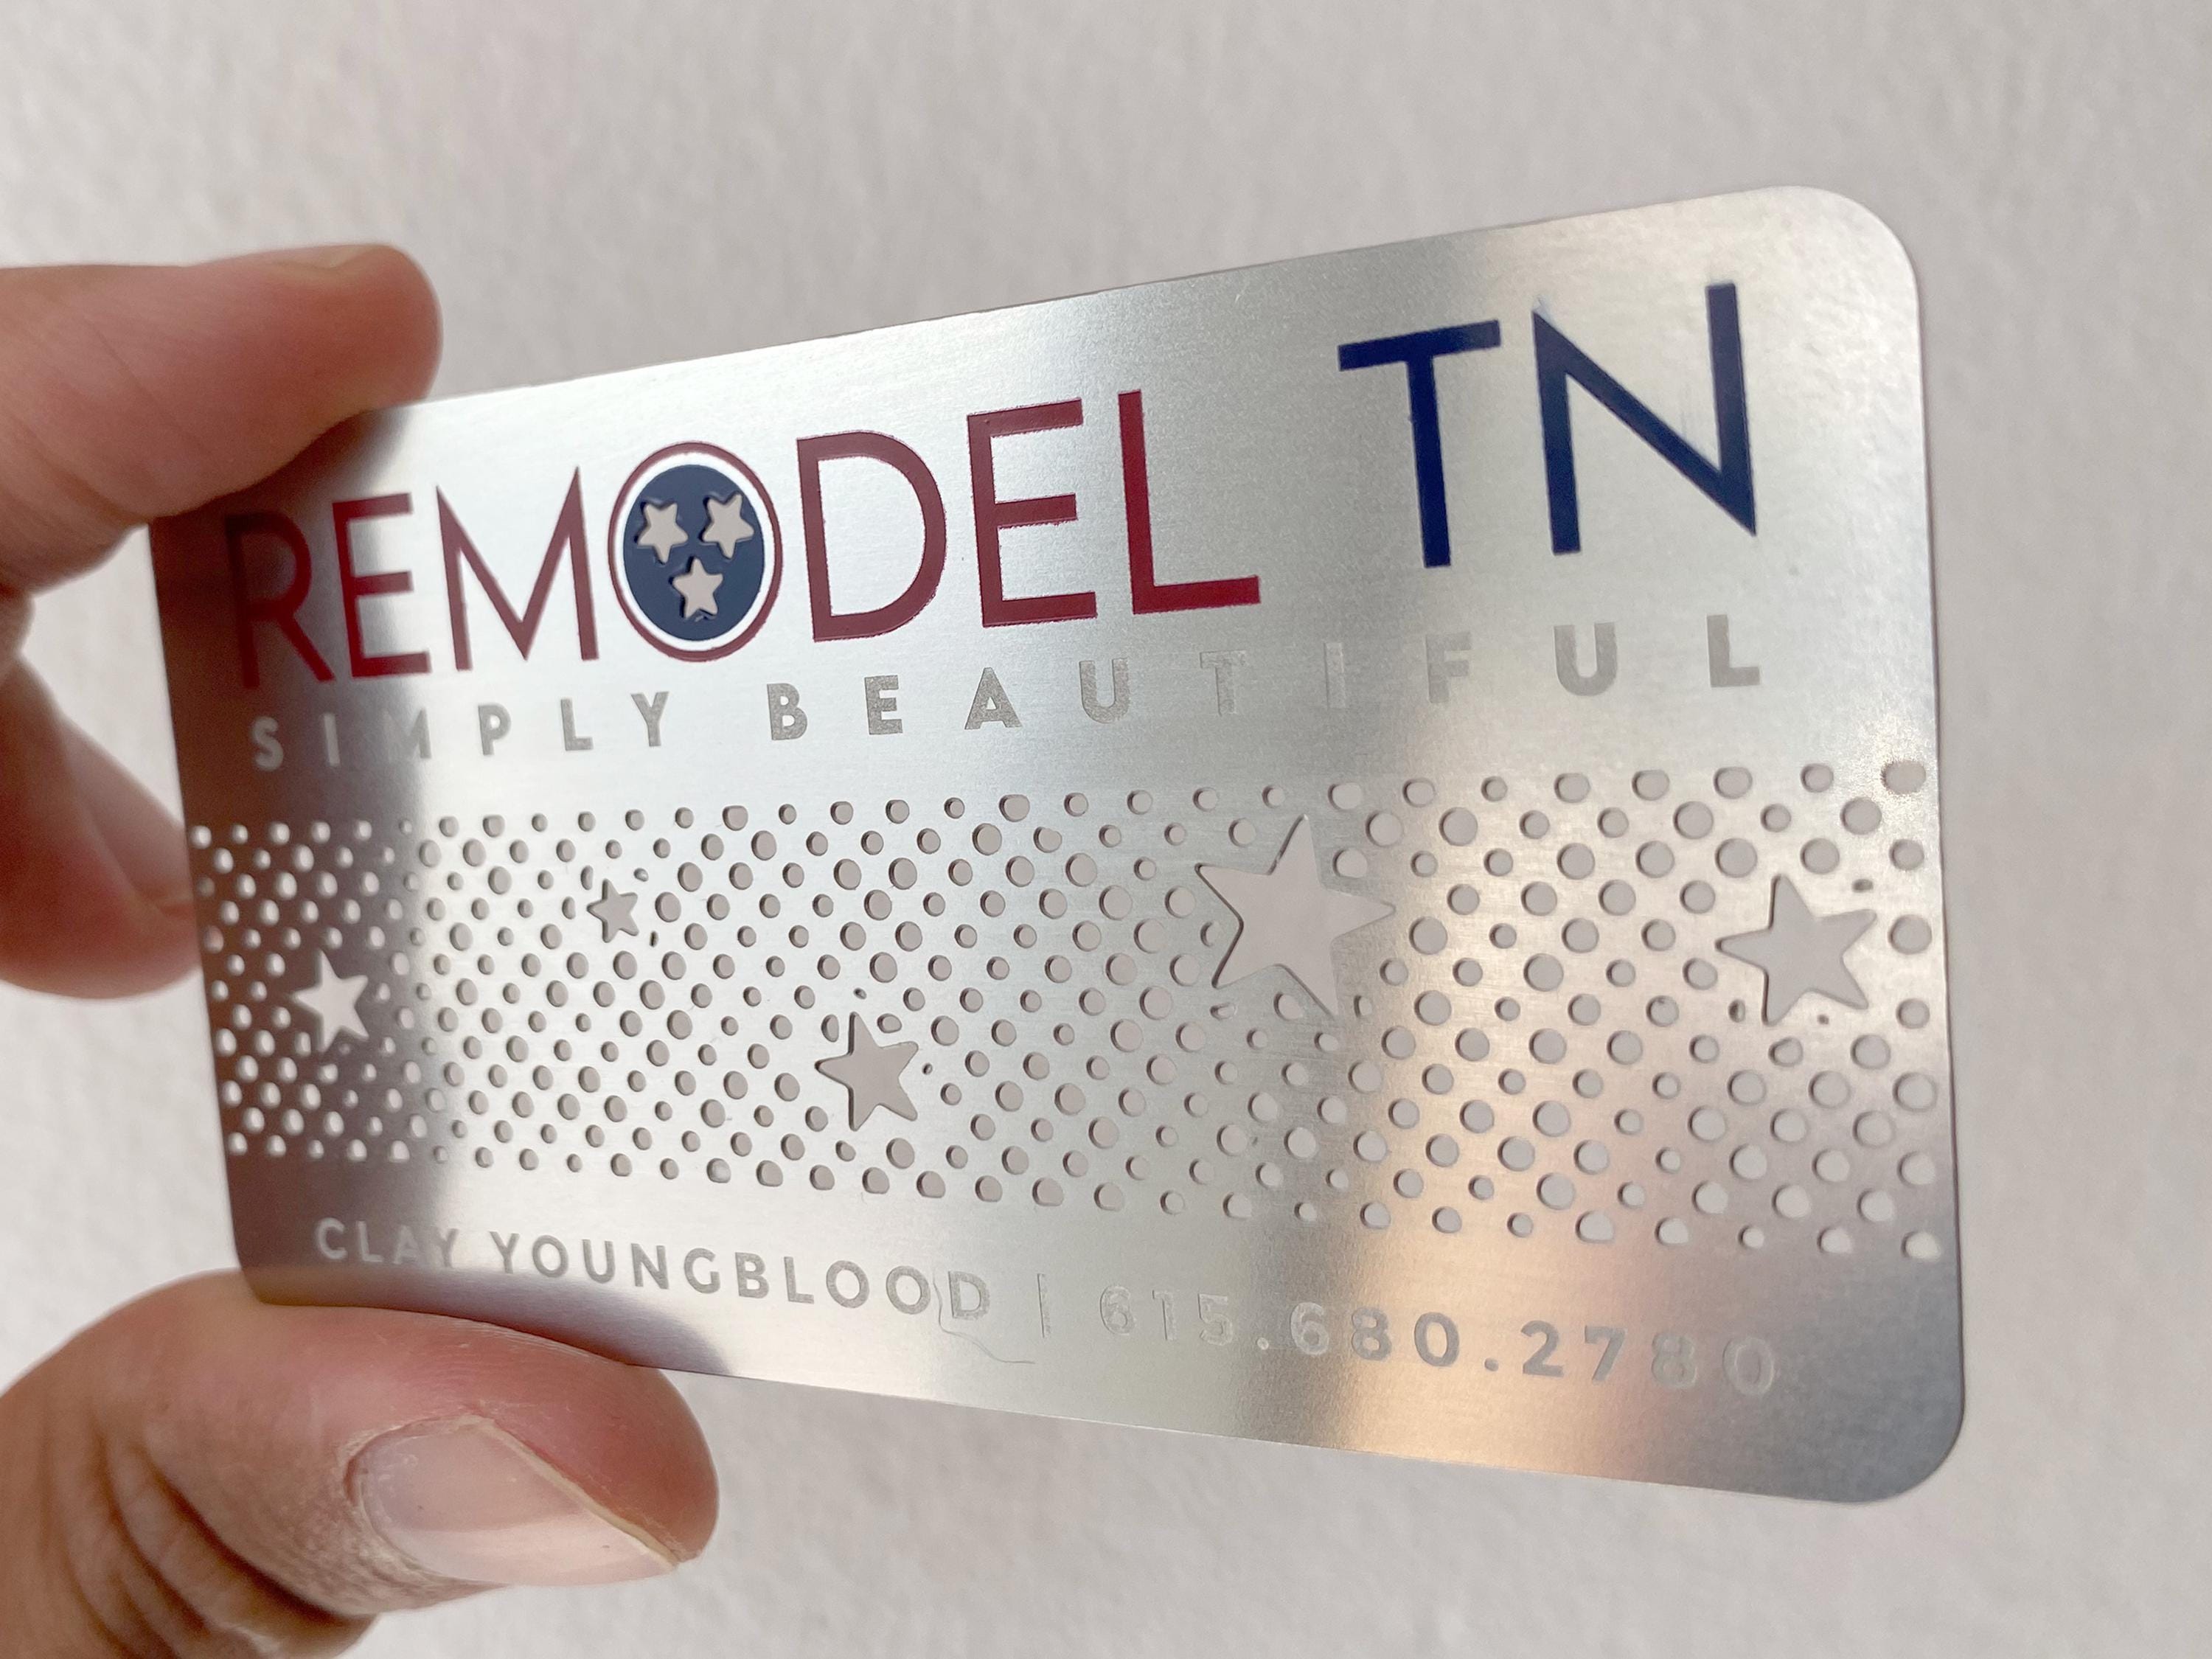 REMODEL TN
SIMPLY BEAUTIFUL
CLAY YOUNGBLOOD | 615.680.2780